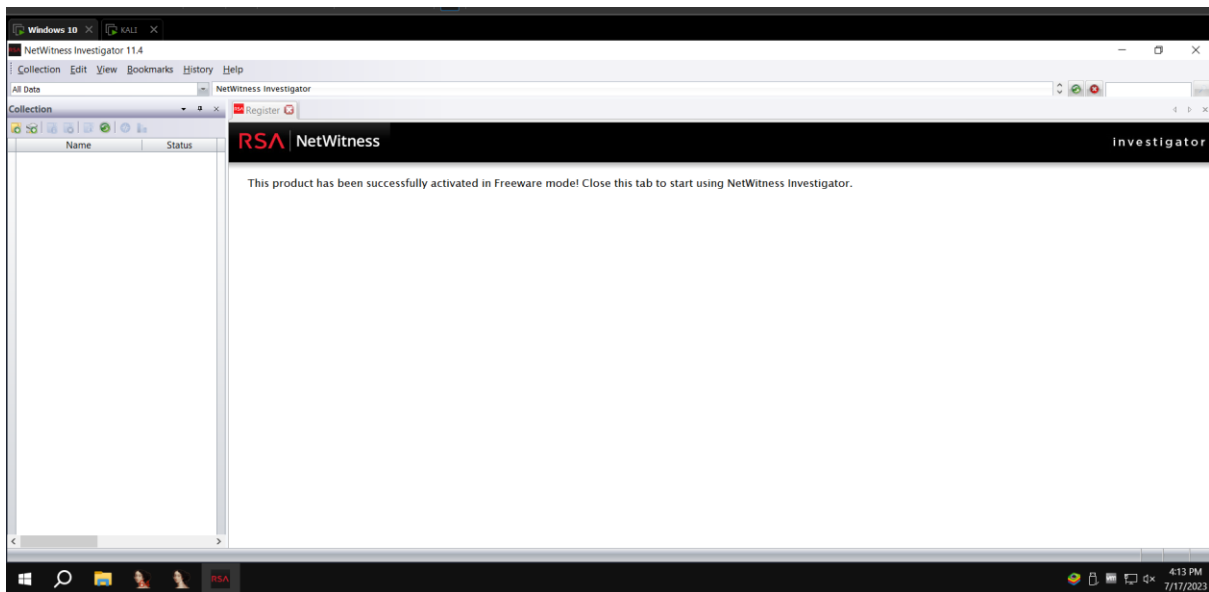 Windows 10 KALI
NetWitness Investigator 11.4
Collection Edit View Bookmarks History Help
All Data NetWitness Investigator
Collection Register
Name Status
RSA NetWitness investigator
This product has been successfully activated in Freeware mode! Close this tab to start using NetWitness Investigator.
RSA
4:13 PM
7/17/2023